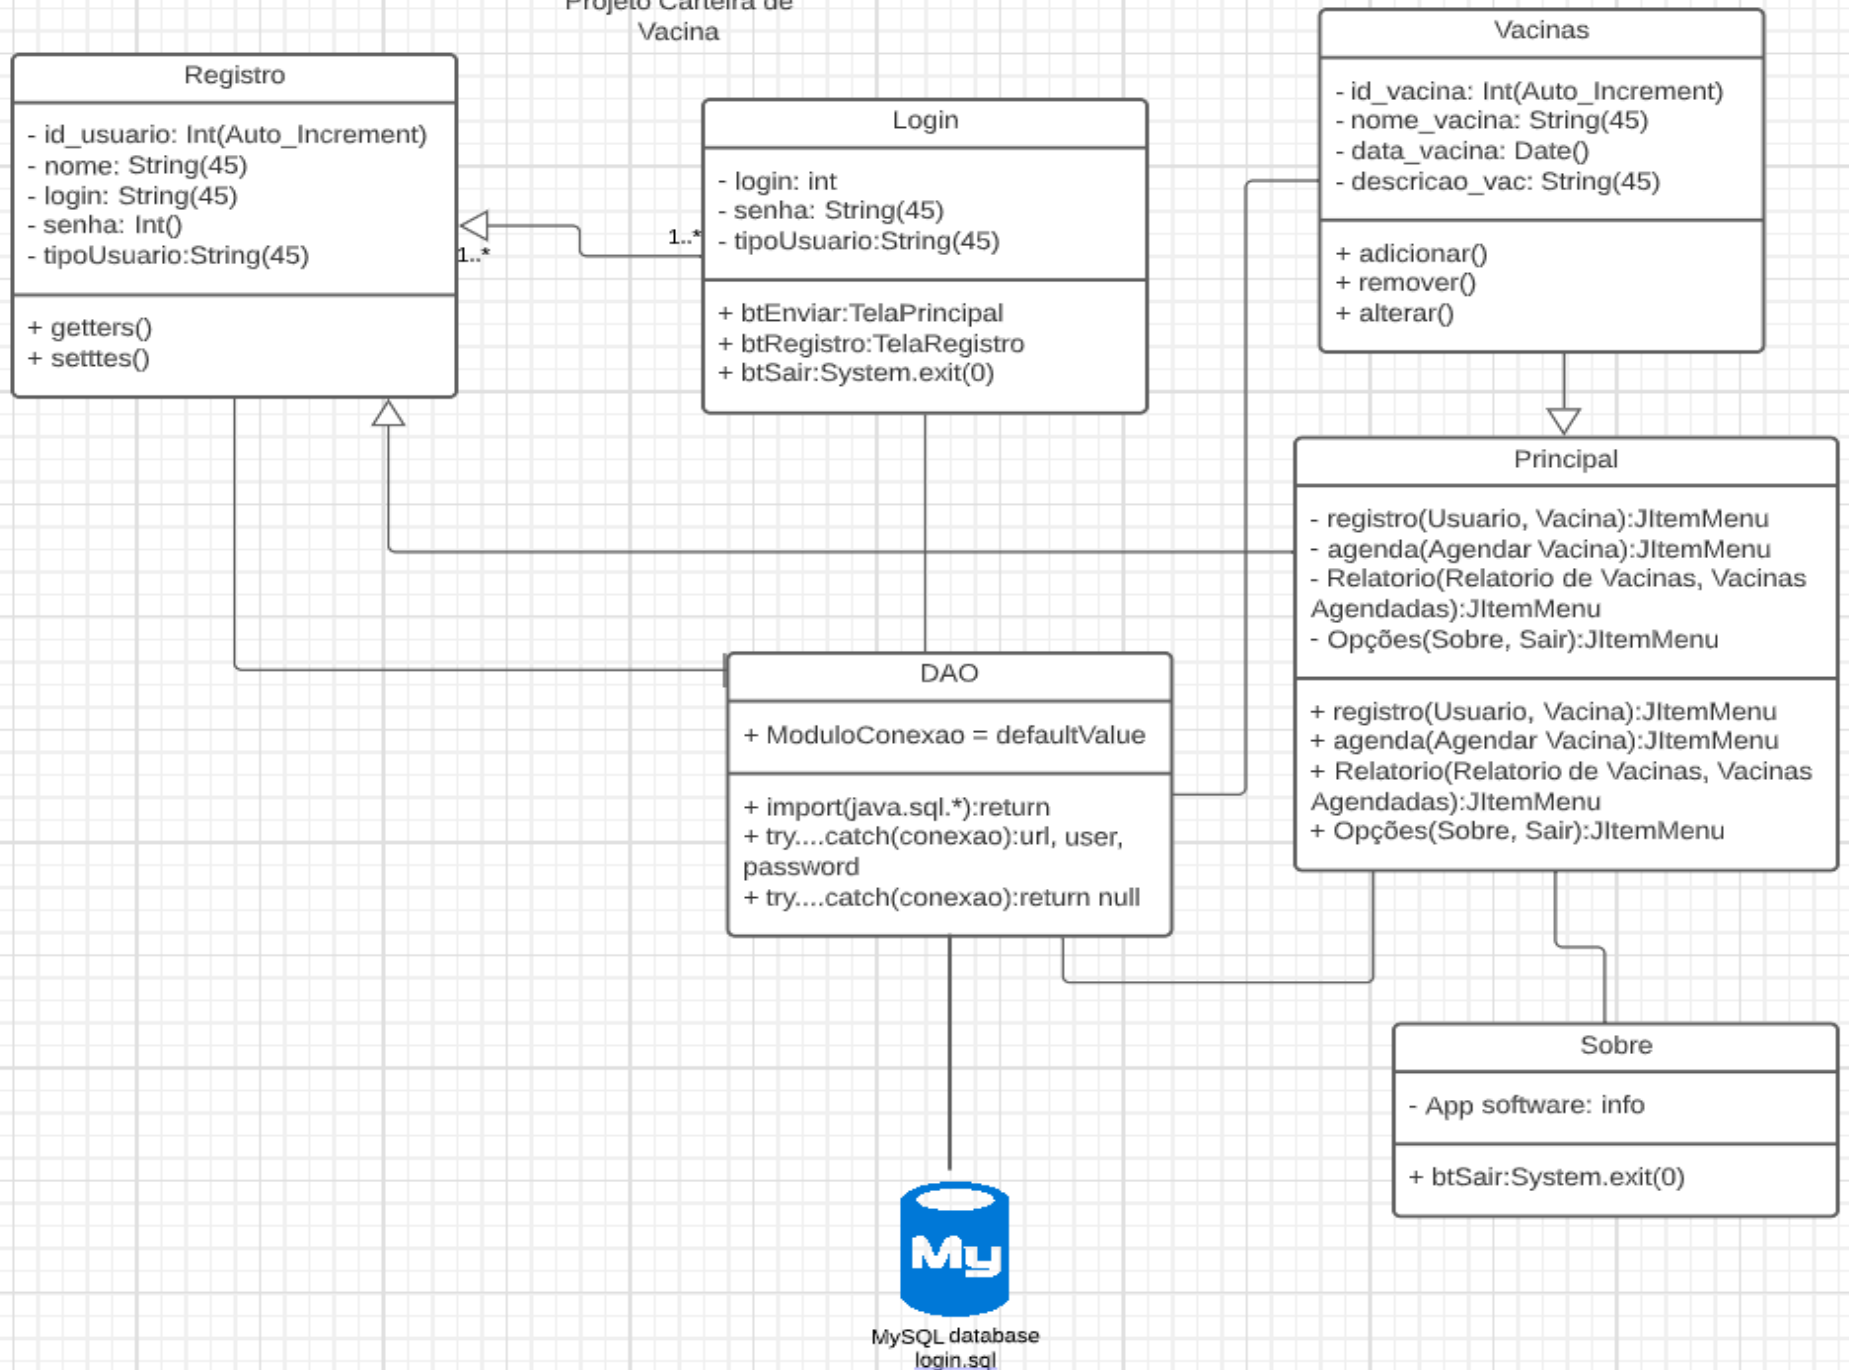 Projeto Carteira de
Vacina
Registro
- id_usuario: Int(Auto_Increment)
- nome: String(45)
- login: String(45)
- senha: Int()
- tipoUsuario:String(45)
+ getters()
+ setttes()
1..*
1..*
Login
- login: int
- senha: String(45)
- tipoUsuario:String(45)
+ btEnviar:TelaPrincipal
+ btRegistro:TelaRegistro
+ btSair:System.exit(0)
Vacinas
- id_vacina: Int(Auto_Increment)
- nome_vacina: String(45)
- data_vacina: Date()
- descricao_vac: String(45)
+ adicionar()
+ remover()
+ alterar()
Principal
- registro(Usuario, Vacina):JItemMenu
- agenda(Agendar Vacina):JItemMenu
- Relatorio(Relatorio de Vacinas, Vacinas
Agendadas):JItemMenu
- Opções(Sobre, Sair):JItemMenu
+ registro(Usuario, Vacina):JItemMenu
+ agenda(Agendar Vacina):JItemMenu
+ Relatorio(Relatorio de Vacinas, Vacinas
Agendadas):JItemMenu
+ Opções(Sobre, Sair):JItemMenu
DAO
+ ModuloConexao = defaultValue
+ import(java.sql.*):return
+ try....catch(conexao):url, user,
password
+ try....catch(conexao):return null
Sobre
- App software: info
+ btSair:System.exit(0)
My
MySQL database
login.sql